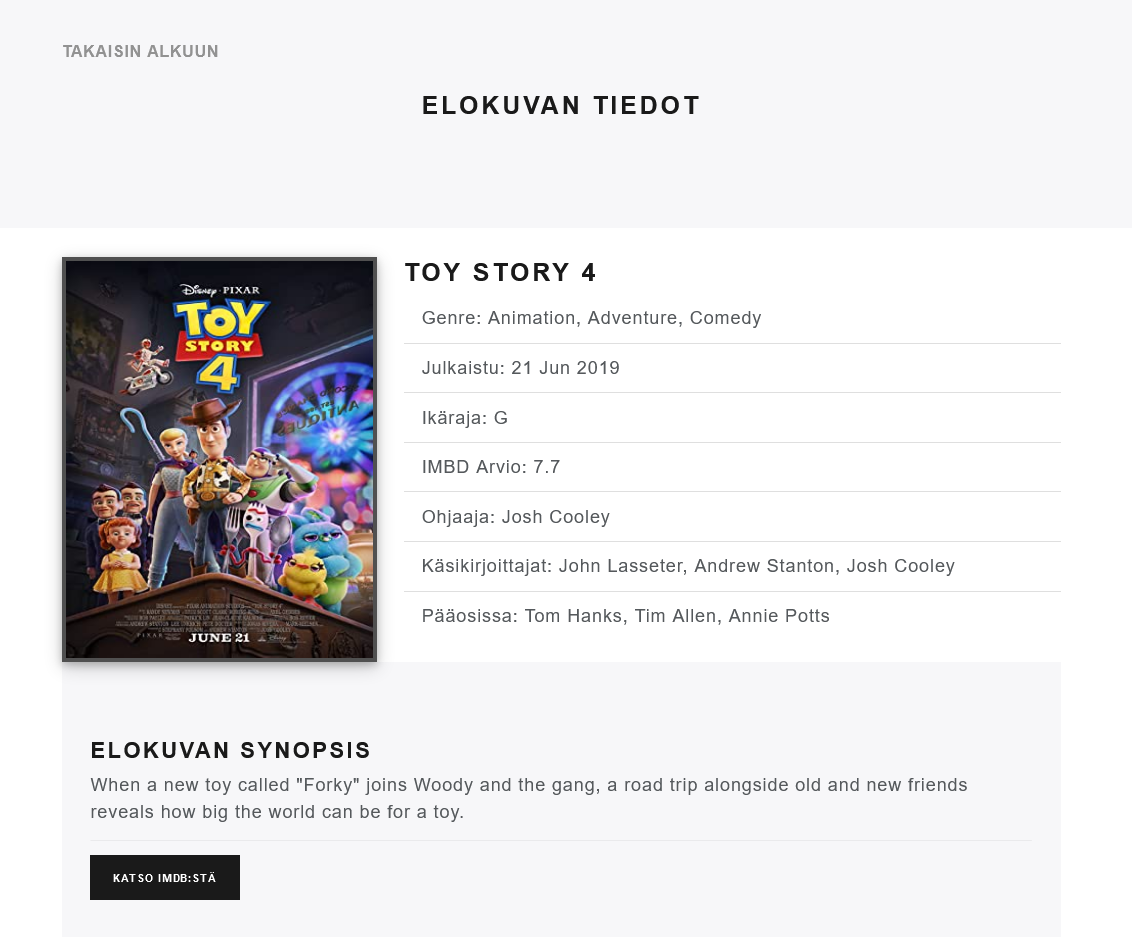 TAKAISIN ALKUUN
ELOKUVAN TIEDOT
Disney · PIXAR
TOY
STORY
4
JUNE 21
TOY STORY 4
Genre: Animation, Adventure, Comedy
Julkaistu: 21 Jun 2019
Ikäraja: G
IMBD Arvio: 7.7
Ohjaaja: Josh Cooley
Käsikirjoittajat: John Lasseter, Andrew Stanton, Josh Cooley
Pääosissa: Tom Hanks, Tim Allen, Annie Potts
ELOKUVAN SYNOPSIS
When a new toy called "Forky" joins Woody and the gang, a road trip alongside old and new friends
reveals how big the world can be for a toy.
KATSO IMDB:STÄ